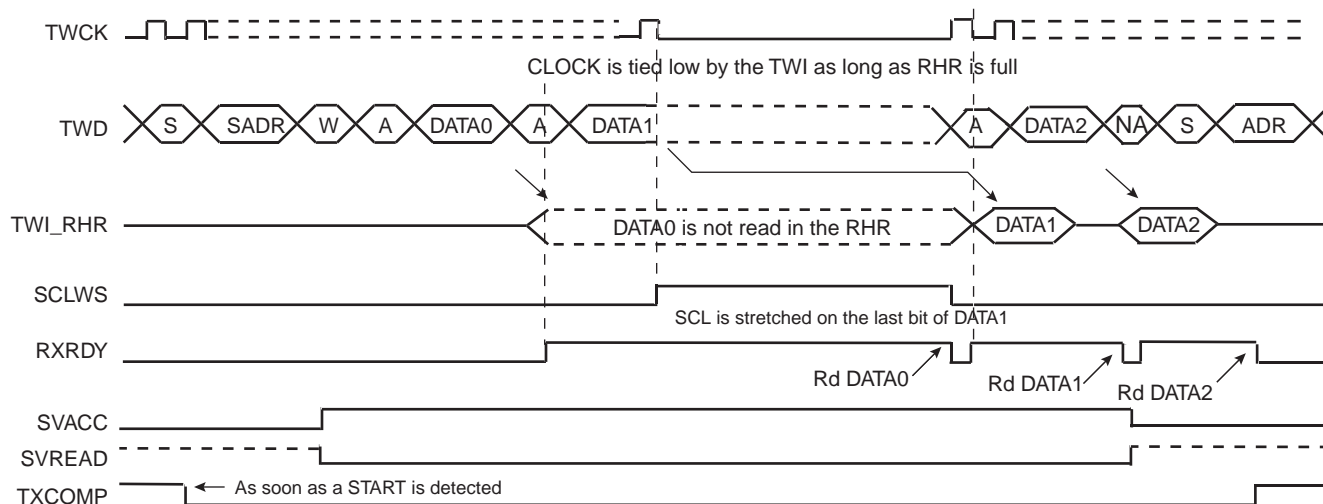 TWCK
CLOCK is tied low by the TWI as long as RHR is full
TWD S SADR W A DATA0 A DATA1 A DATA2 NA S ADR
TWI_RHR DATA0 is not read in the RHR DATA1 DATA2
SCLWS
SCL is stretched on the last bit of DATA1
RXRDY
Rd DATA0 Rd DATA1 Rd DATA2
SVACC
SVREAD
TXCOMP As soon as a START is detected